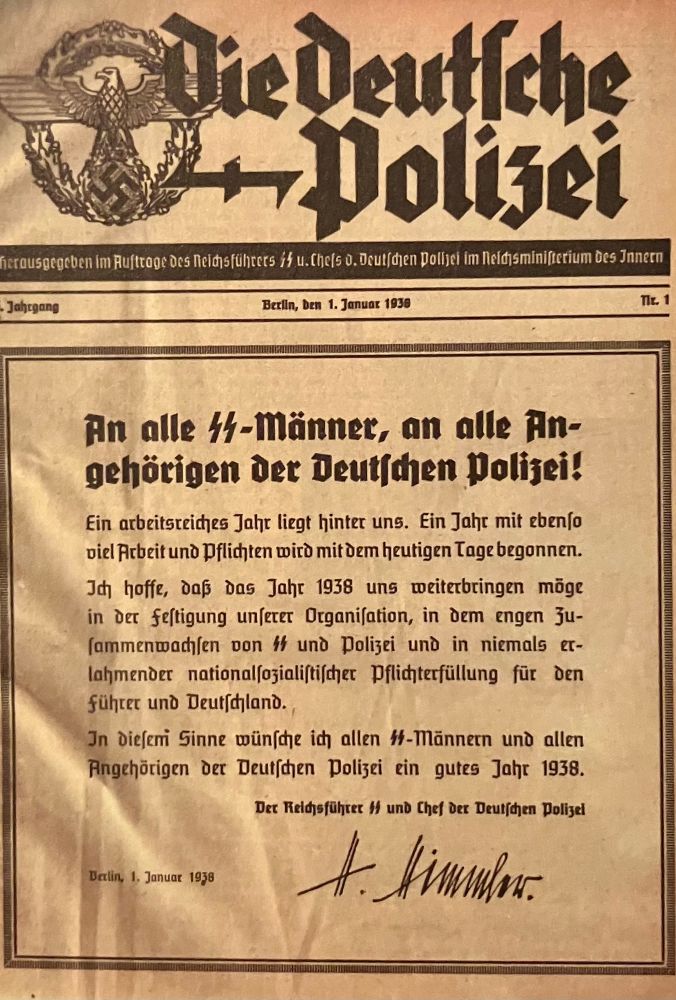 Die Deutsche
Polizei
Herausgegeben im Auftrage des Reichsführers SS u. Chefs d. Deutschen Polizei im Reichsministerium des Innern
. Jahrgang Berlin, den 1. Januar 1938 Nr. 1
An alle SS-Männer, an alle An-
gehörigen der Deutschen Polizei!
Ein arbeitsreiches Jahr liegt hinter uns. Ein Jahr mit ebenso
viel Arbeit und Pflichten wird mit dem heutigen Tage begonnen.
Ich hoffe, daß das Jahr 1938 uns weiterbringen möge
in der Festigung unserer Organisation, in dem engen Zu-
sammenwachsen von SS und Polizei und in niemals er-
lahmender nationalsozialistischer Pflichterfüllung für den
Führer und Deutschland.
In diesem Sinne wünsche ich allen SS-Männern und allen
Angehörigen der Deutschen Polizei ein gutes Jahr 1938.
Der Reichsführer SS und Chef der Deutschen Polizei
Berlin, 1. Januar 1938
H. Himmler.